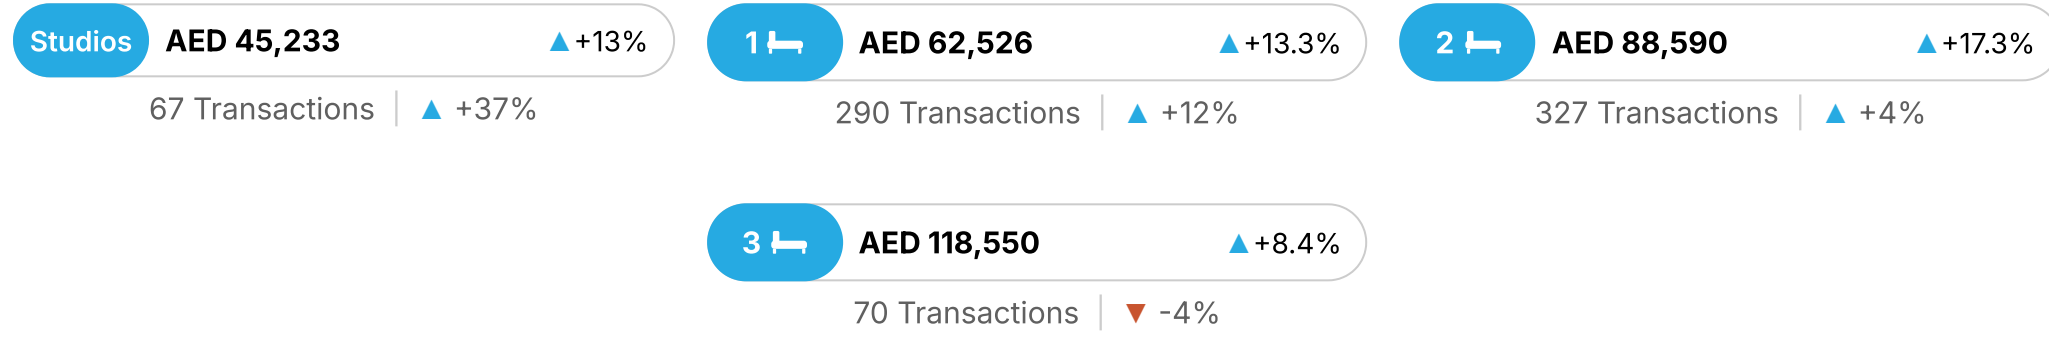 Studios AED 45,233 ▲+13%
67 Transactions | ▲ +37%
1 AED 62,526 ▲+13.3%
290 Transactions | ▲ +12%
2 AED 88,590 ▲+17.3%
327 Transactions | ▲ +4%
3 AED 118,550 ▲+8.4%
70 Transactions | ▼ -4%